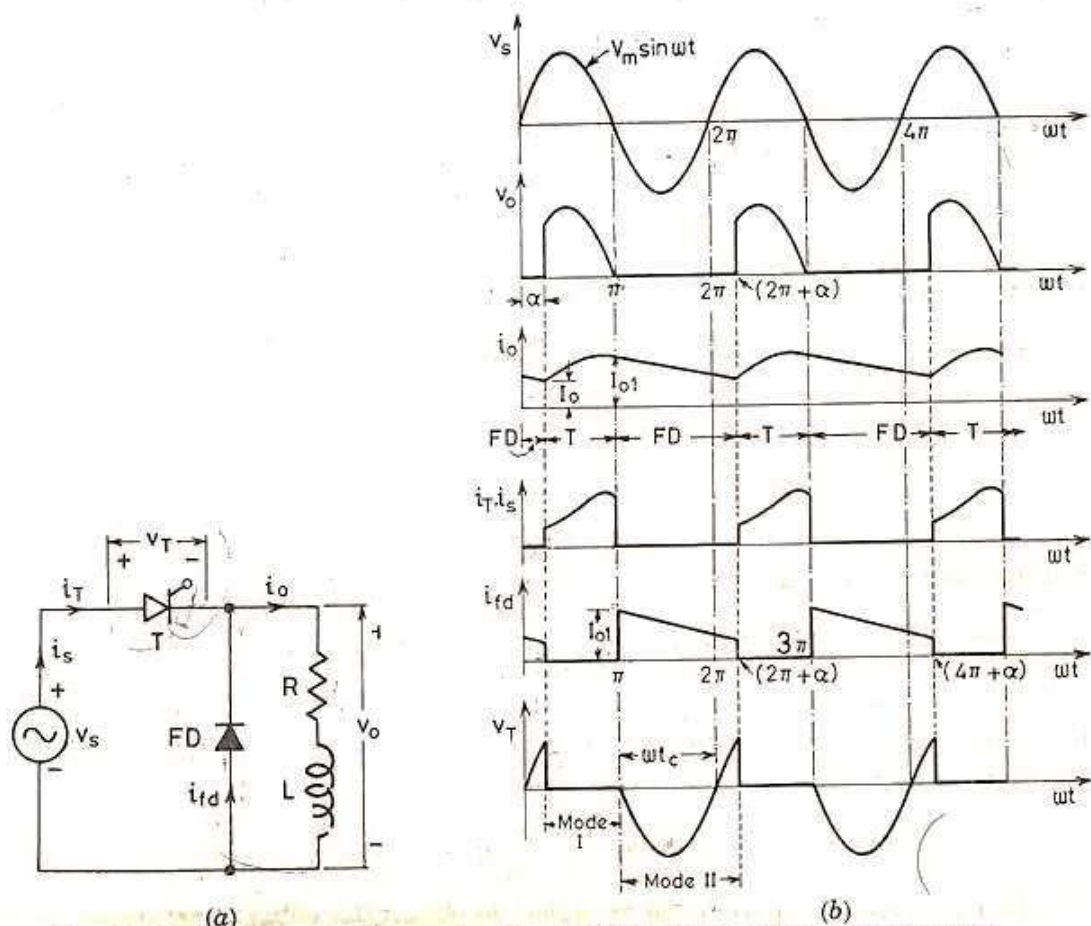 v_s
V_m sin ωt
2π
4π
ωt
v_o
α
π
2π
(2π + α)
ωt
i_o
I_o
I_o1
ωt
FD
T
FD
T
FD
T
i_T, i_s
ωt
i_fd
I_o1
3π
π
2π
(2π + α)
(4π + α)
ωt
v_T
ωt_c
ωt
Mode
I
Mode II
(b)
v_T
+ -
i_T
i_o
T
i_s
+
v_s
-
FD
i_fd
R
L
+
v_o
-
(a)